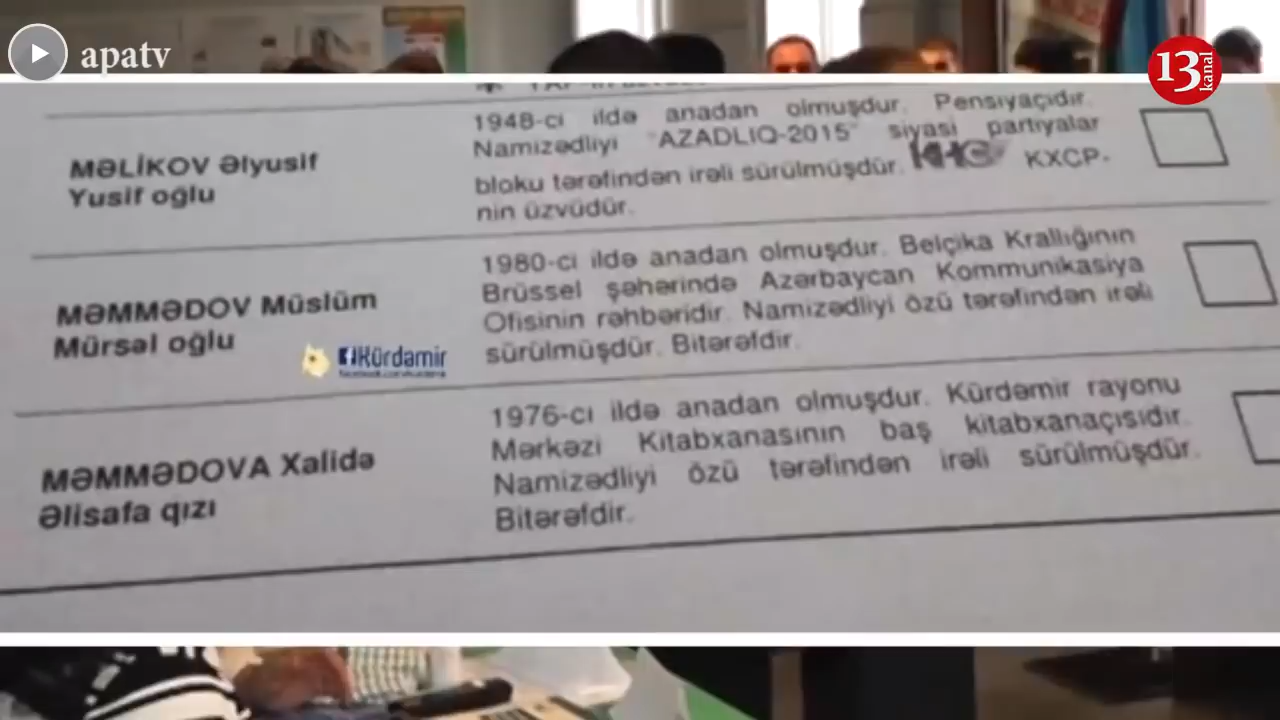 apatv
13
kanal
MƏLİKOV Əlyusif
Yusif oğlu
1948-ci ildə anadan olmuşdur. Pensiyaçıdır.
Namizədliyi "AZADLIQ-2015" siyasi partiyalar
bloku tərəfindən irəli sürülmüşdür. KXCP-
nin üzvüdür.
MƏMMƏDOV Müslüm
Mürsəl oğlu
1980-ci ildə anadan olmuşdur. Belçika Krallığının
Brüssel şəhərində Azərbaycan Kommunikasiya
Ofisinin rəhbəridir. Namizədliyi özü tərəfindən irəli
sürülmüşdür. Bitərəfdir.
Kürdəmir
MƏMMƏDOVA Xalidə
Əlisafa qızı
1976-cı ildə anadan olmuşdur. Kürdəmir rayonu
Mərkəzi Kitabxanasının baş kitabxanaçısıdır.
Namizədliyi özü tərəfindən irəli sürülmüşdür.
Bitərəfdir.